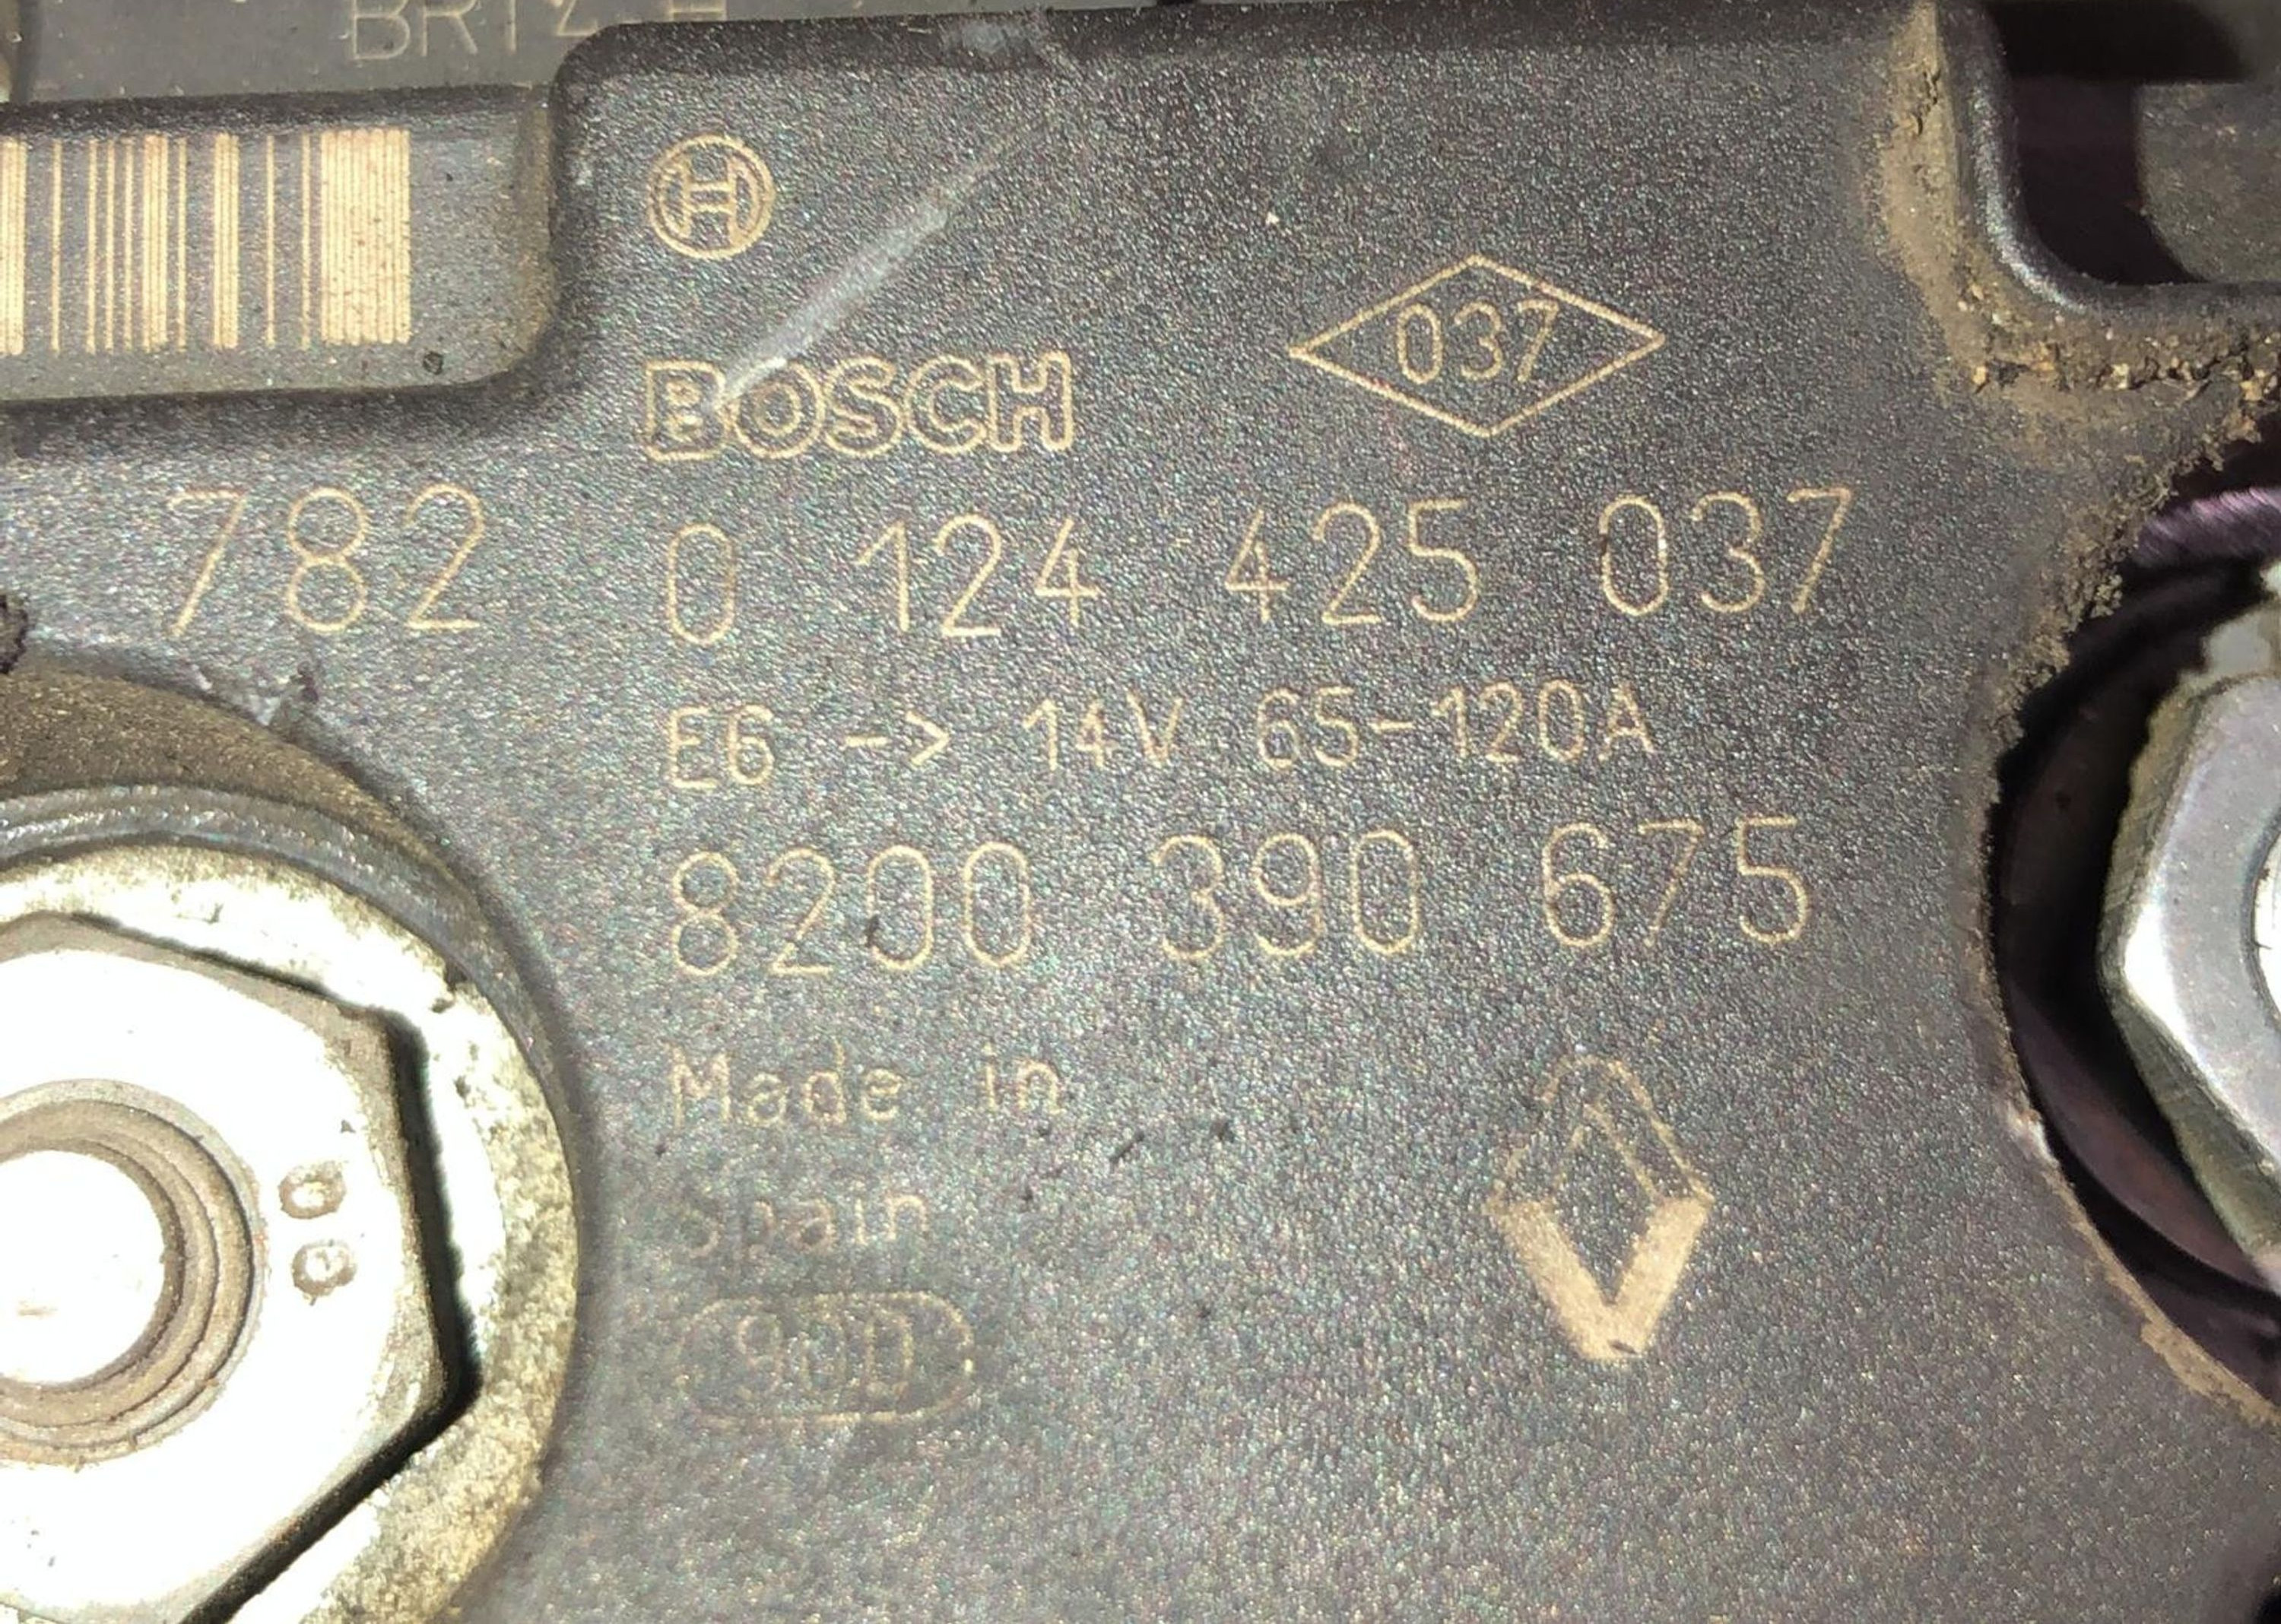 BOSCH
037
782 0 124 425 037
E6 -> 14V 65-120A
8200 390 675
Made in
Spain